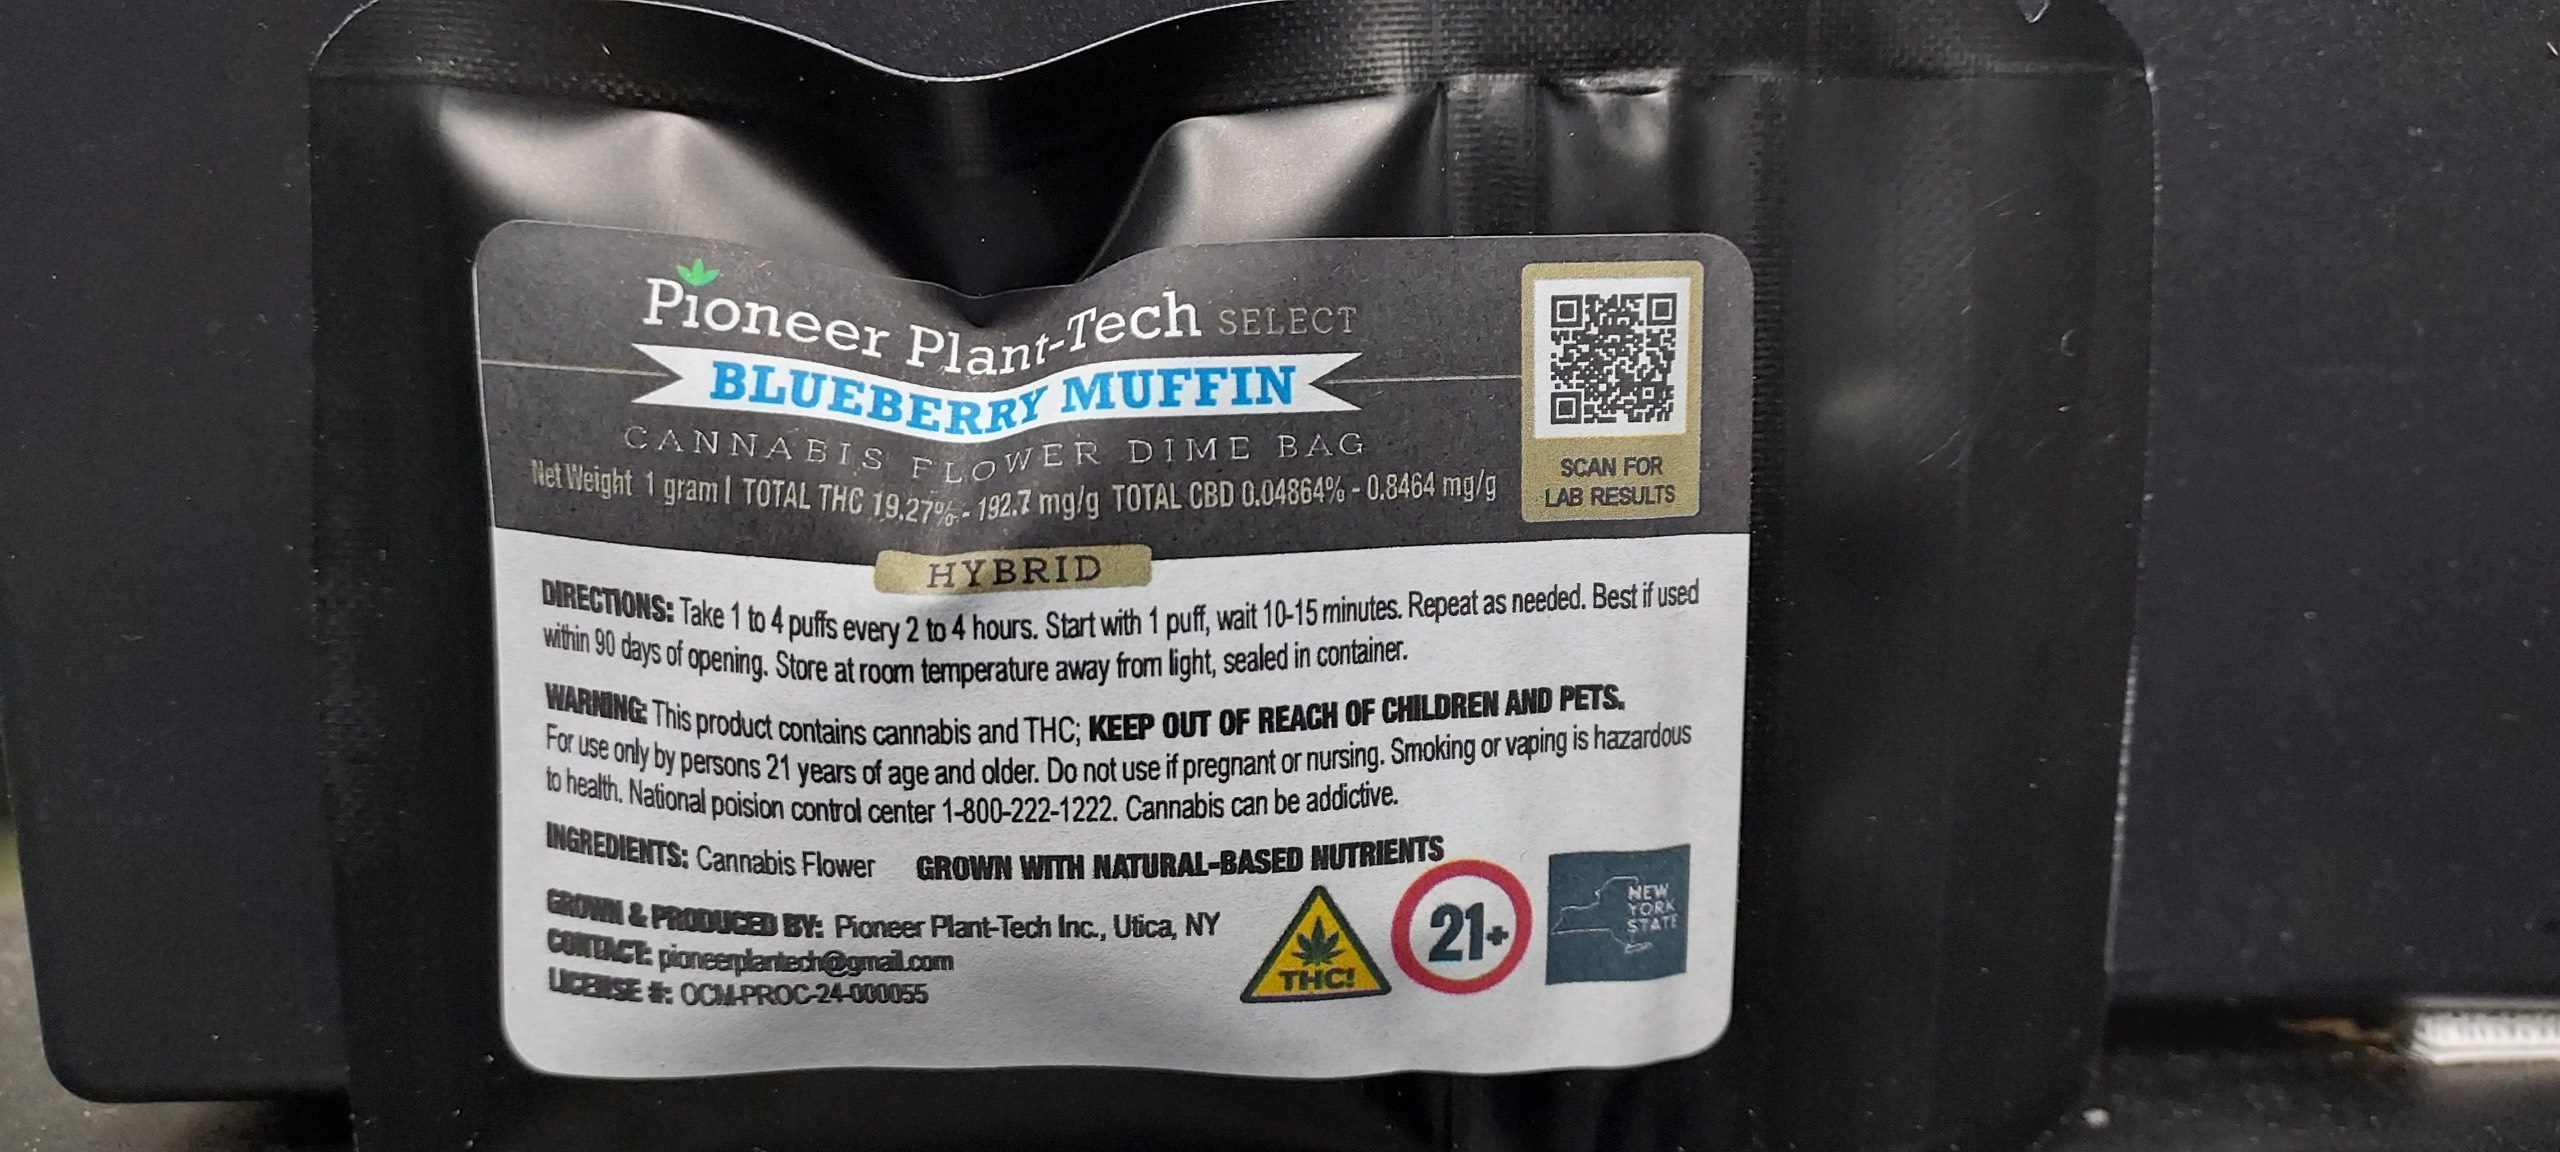 Pioneer Plant-Tech SELECT
BLUEBERRY MUFFIN
CANNABIS FLOWER DIME BAG
Net Weight 1 gram | TOTAL THC 19.27% - 192.7 mg/g TOTAL CBD 0.04864% - 0.8464 mg/g
SCAN FOR
LAB RESULTS
HYBRID
DIRECTIONS: Take 1 to 4 puffs every 2 to 4 hours. Start with 1 puff, wait 10-15 minutes. Repeat as needed. Best if used
within 90 days of opening. Store at room temperature away from light, sealed in container.
WARNING: This product contains cannabis and THC; KEEP OUT OF REACH OF CHILDREN AND PETS.
For use only by persons 21 years of age and older. Do not use if pregnant or nursing. Smoking or vaping is hazardous
to health. National poision control center 1-800-222-1222. Cannabis can be addictive.
INGREDIENTS: Cannabis Flower GROWN WITH NATURAL-BASED NUTRIENTS
GROWN & PRODUCED BY: Pioneer Plant-Tech Inc., Utica, NY
CONTACT: pioneerplantech@gmail.com
LICENSE #: OCM-PROC-24-000055
THC!
21+
NEW
YORK
STATE